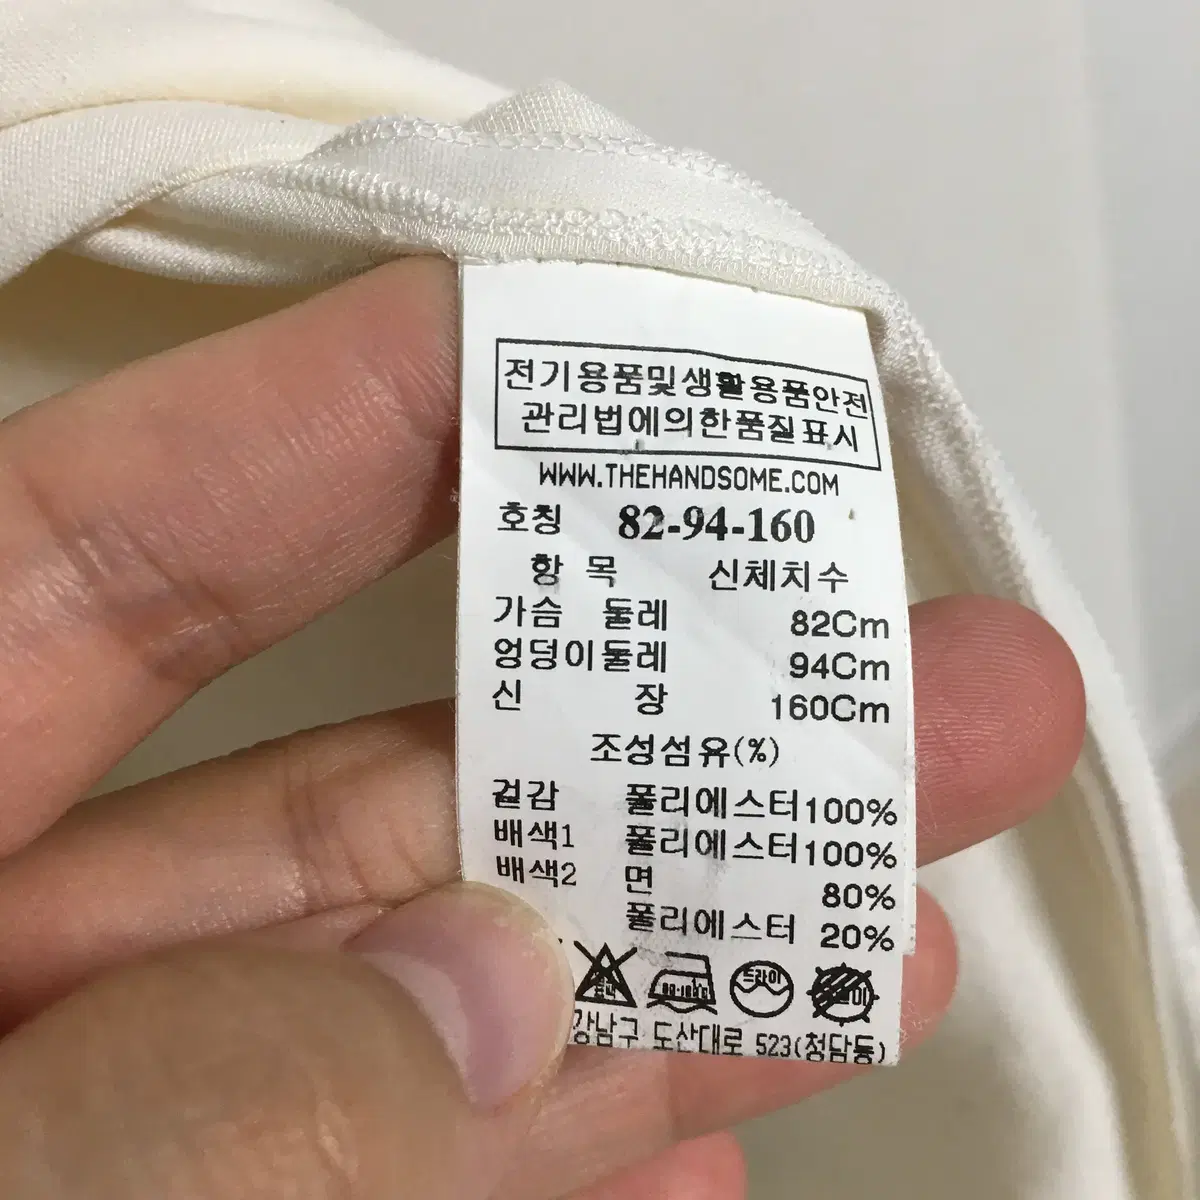 전기용품및생활용품안전
관리법에의한품질표시
WWW.THEHANDSOME.COM
호칭 82-94-160
항 목 신체치수
가슴 둘레 82Cm
엉덩이둘레 94Cm
신 장 160Cm
조성섬유(%)
겉감 폴리에스터100%
배색1 폴리에스터100%
배색2 면 80%
폴리에스터 20%
드라이
강남구 도산대로 523(청담동)